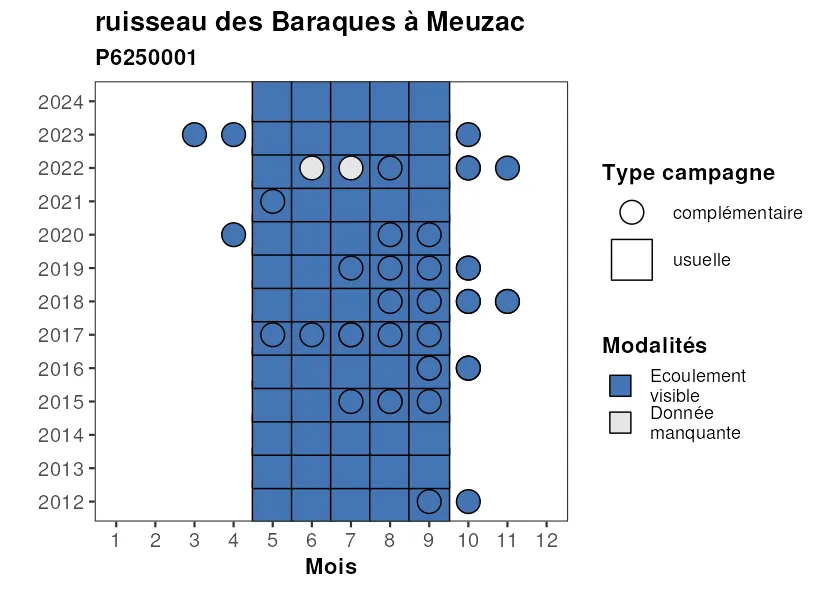 ruisseau des Baraques à Meuzac
P6250001
2024
2023
2022
2021
2020
2019
2018
2017
2016
2015
2014
2013
2012
1 2 3 4 5 6 7 8 9 10 11 12
Mois
Type campagne
complémentaire
usuelle
Modalités
Ecoulement
visible
Donnée
manquante